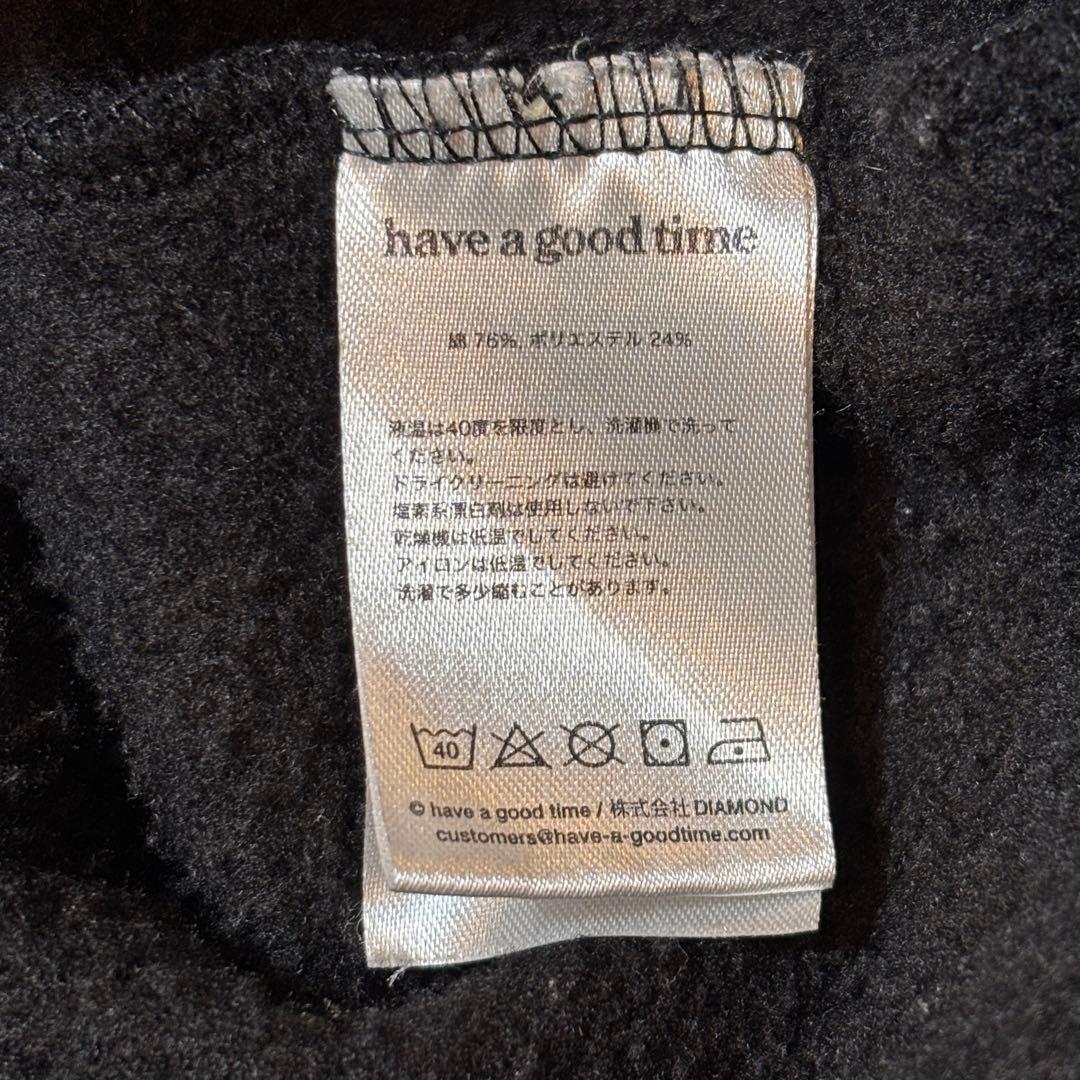 have a good time
綿 76%, ポリエステル 24%
液温は40度を限度とし、洗濯機で洗って
ください。
ドライクリーニングは避けてください。
塩素系漂白剤は使用しないで下さい。
乾燥機は低温でしてください。
アイロンは低温でしてください。
洗濯で多少縮むことがあります。
40
© have a good time / 株式会社 DIAMOND
customers@have-a-goodtime.com